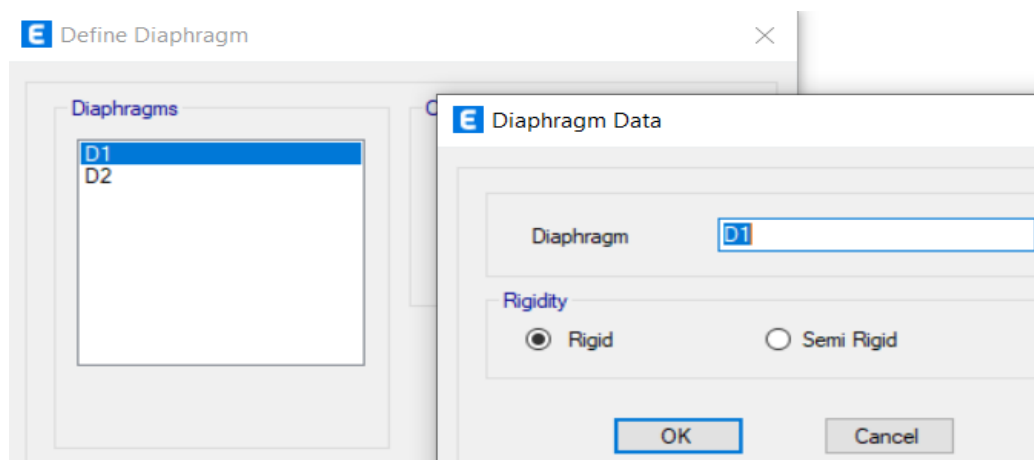 Define Diaphragm
Diaphragms
D1
D2
Diaphragm Data
Diaphragm
D1
Rigidity
Rigid
Semi Rigid
OK
Cancel